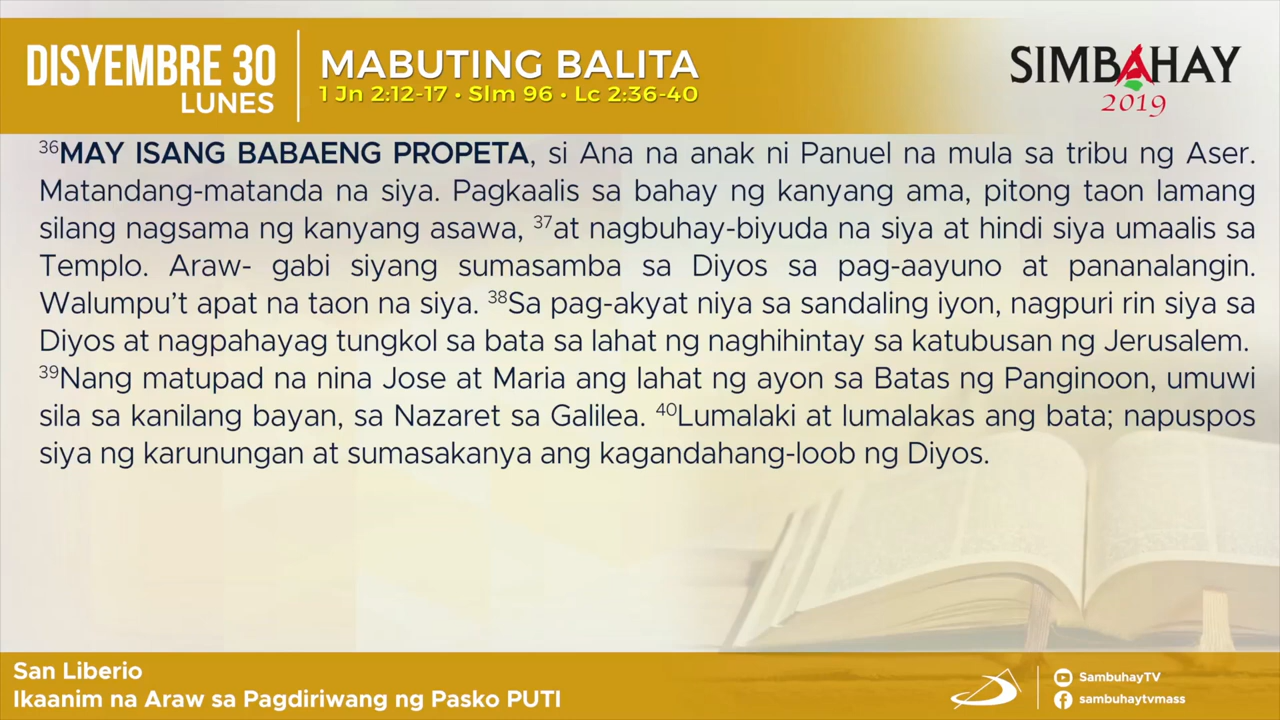 DISYEMBRE 30
LUNES
MABUTING BALITA
1 Jn 2:12-17 • Slm 96 • Lc 2:36-40
SIMBAHAY
2019
³⁶MAY ISANG BABAENG PROPETA, si Ana na anak ni Panuel na mula sa tribu ng Aser.
Matandang-matanda na siya. Pagkaalis sa bahay ng kanyang ama, pitong taon lamang
silang nagsama ng kanyang asawa, ³⁷at nagbuhay-biyuda na siya at hindi siya umaalis sa
Templo. Araw- gabi siyang sumasamba sa Diyos sa pag-aayuno at pananalangin.
Walumpu’t apat na taon na siya. ³⁸Sa pag-akyat niya sa sandaling iyon, nagpuri rin siya sa
Diyos at nagpahayag tungkol sa bata sa lahat ng naghihintay sa katubusan ng Jerusalem.
³⁹Nang matupad na nina Jose at Maria ang lahat ng ayon sa Batas ng Panginoon, umuwi
sila sa kanilang bayan, sa Nazaret sa Galilea. ⁴⁰Lumalaki at lumalakas ang bata; napuspos
siya ng karunungan at sumasakanya ang kagandahang-loob ng Diyos.
San Liberio
Ikaanim na Araw sa Pagdiriwang ng Pasko PUTI
SambuhayTV
sambuhaytvmass